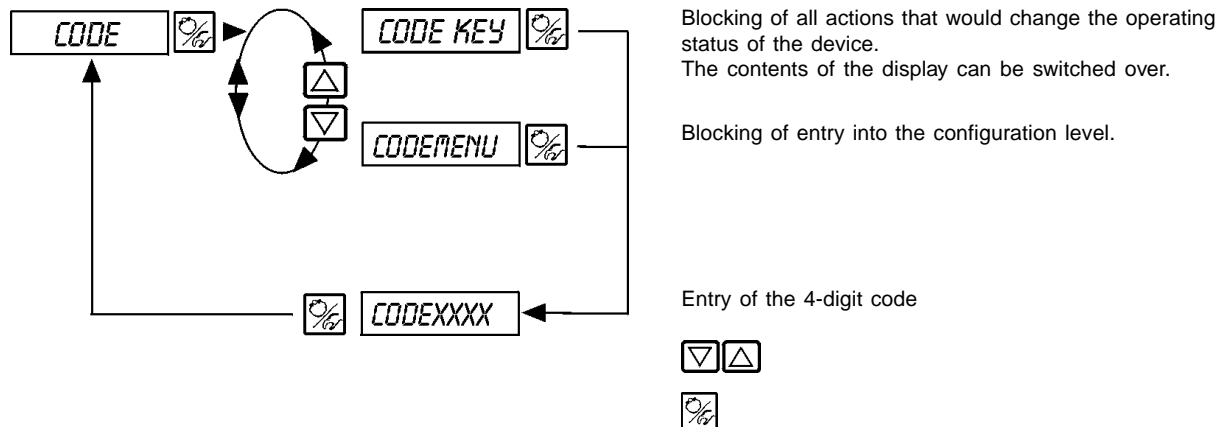 CODE
CODE KEY
Blocking of all actions that would change the operating
status of the device.
The contents of the display can be switched over.
CODEMENU
Blocking of entry into the configuration level.
CODEXXXX
Entry of the 4-digit code